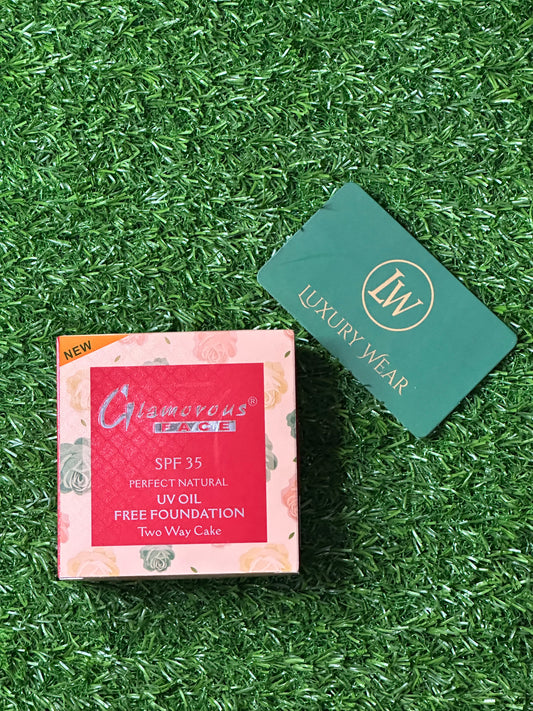 LW
LUXURY WEAR
NEW
Glamorous®
FACE
SPF 35
PERFECT NATURAL
UV OIL
FREE FOUNDATION
Two Way Cake